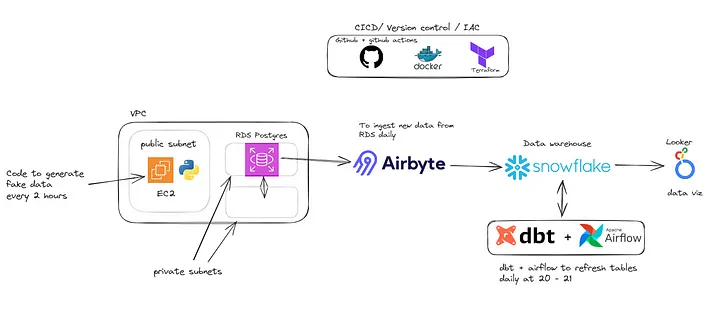 CICD/ Version control / IAC
Github + github actions
docker
Terraform
VPC
public subnet
EC2
RDS Postgres
Code to generate
fake data
every 2 hours
private subnets
To ingest new data from
RDS daily
Airbyte
Data warehouse
snowflake
Looker
data viz
dbt + Apache Airflow
dbt + airflow to refresh tables
daily at 20 - 21